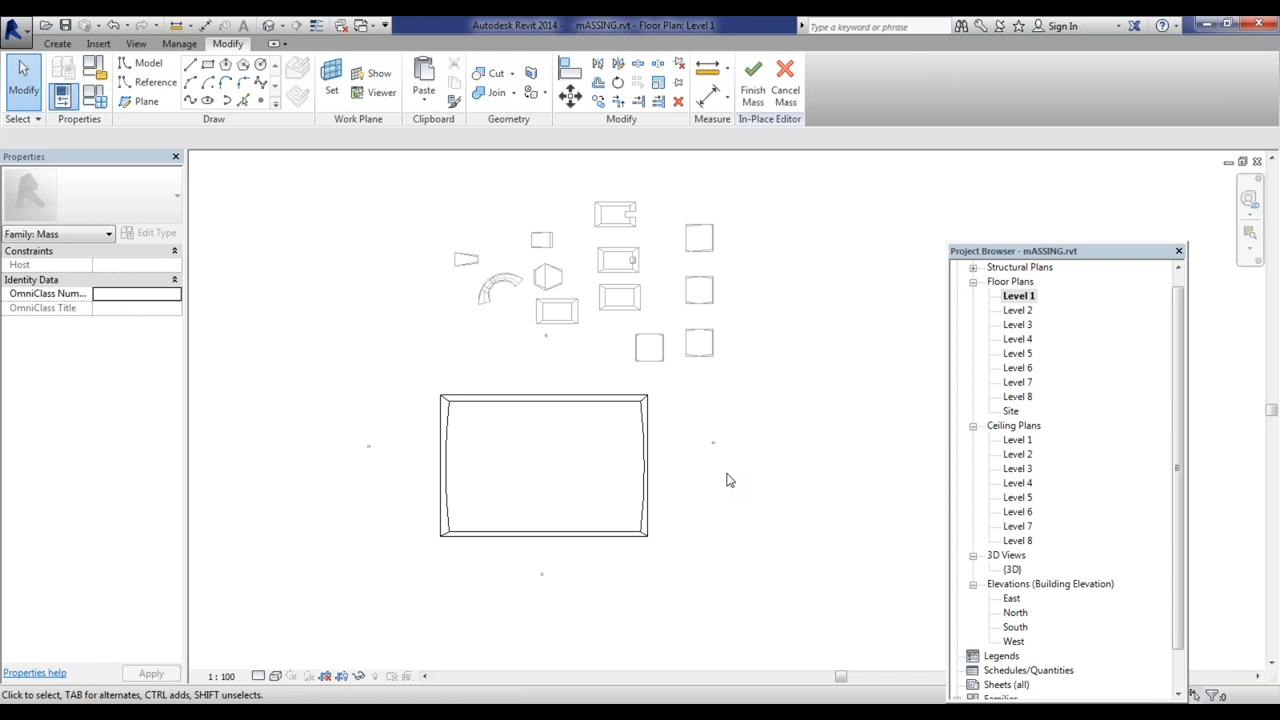 Autodesk Revit 2014 - mASSING.rvt - Floor Plan: Level 1
Type a keyword or phrase
Sign In
Create Insert View Manage Modify
Modify
Model
Reference
Plane
Set
Show
Viewer
Paste
Cut
Join
Finish Mass
Cancel Mass
Select Properties Draw Work Plane Clipboard Geometry Modify Measure In-Place Editor
Properties
Family: Mass
Edit Type
Constraints
Host
Identity Data
OmniClass Num...
OmniClass Title
Properties help
Apply
Project Browser - mASSING.rvt
Structural Plans
Floor Plans
Level 1
Level 2
Level 3
Level 4
Level 5
Level 6
Level 7
Level 8
Site
Ceiling Plans
Level 1
Level 2
Level 3
Level 4
Level 5
Level 6
Level 7
Level 8
3D Views
{3D}
Elevations (Building Elevation)
East
North
South
West
Legends
Schedules/Quantities
Sheets (all)
Families
1 : 100
Click to select, TAB for alternates, CTRL adds, SHIFT unselects.
:0